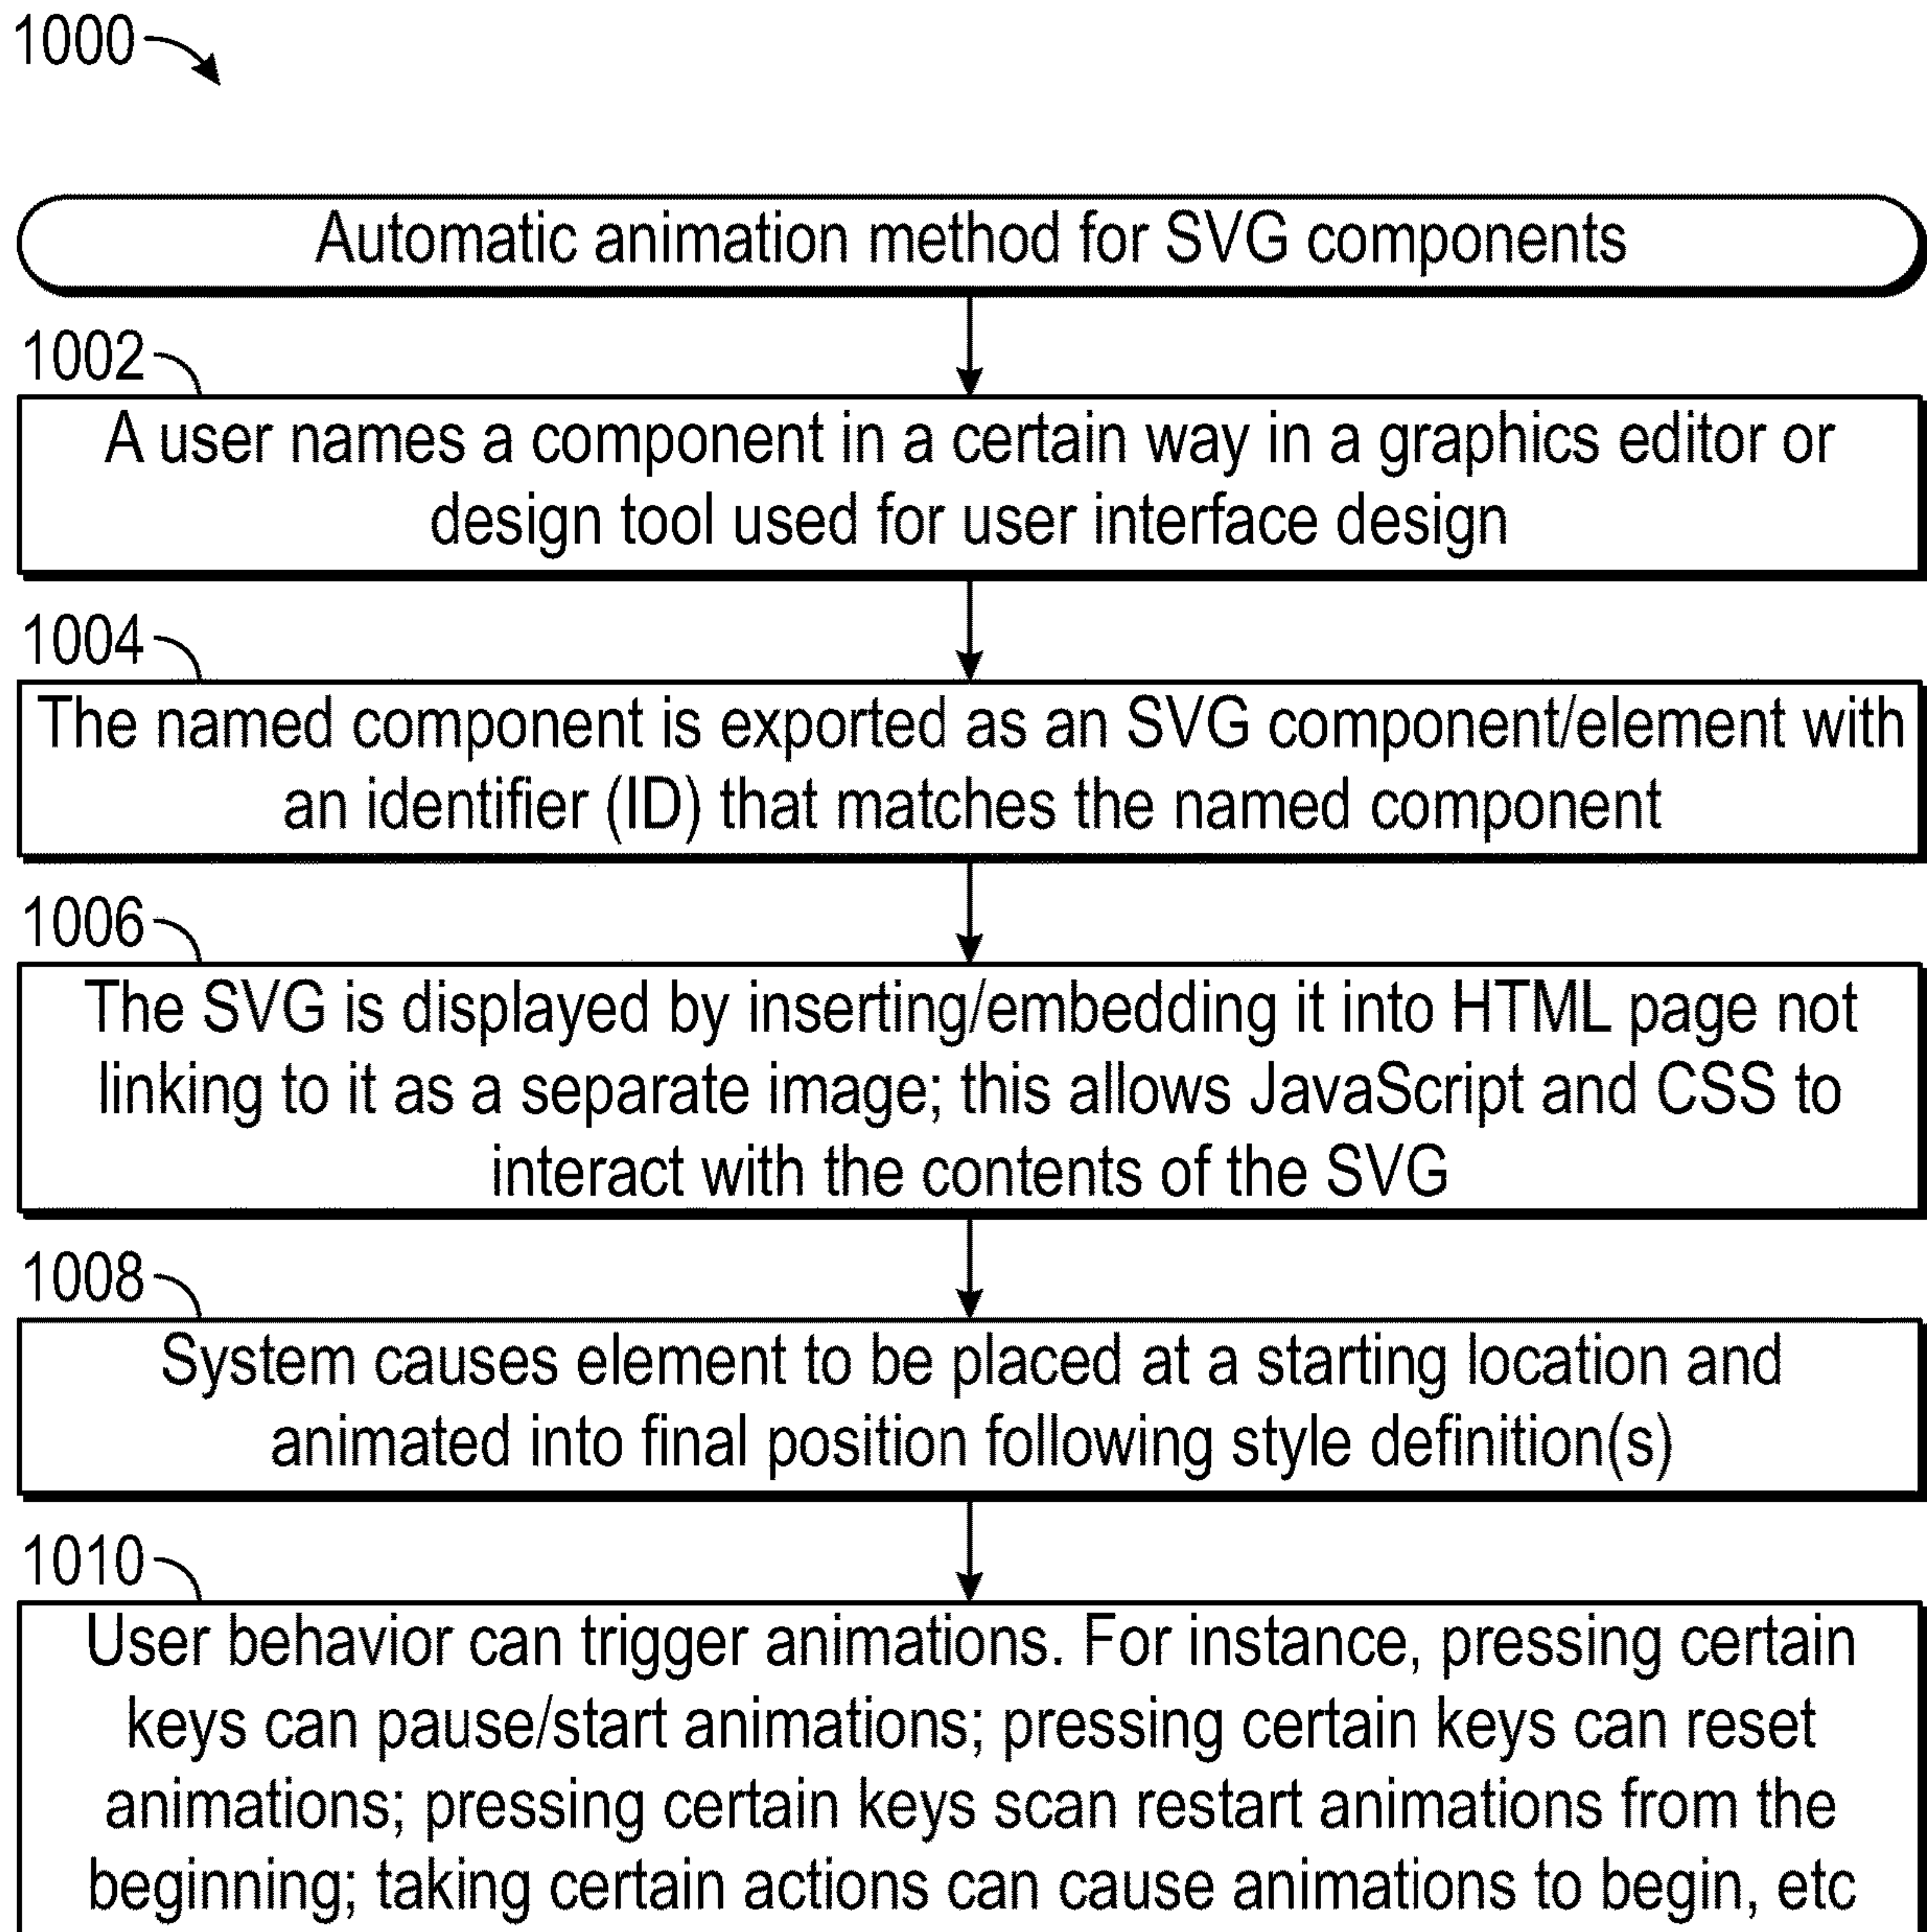 1000
Automatic animation method for SVG components
1002
A user names a component in a certain way in a graphics editor or
design tool used for user interface design
1004
The named component is exported as an SVG component/element with
an identifier (ID) that matches the named component
1006
The SVG is displayed by inserting/embedding it into HTML page not
linking to it as a separate image; this allows JavaScript and CSS to
interact with the contents of the SVG
1008
System causes element to be placed at a starting location and
animated into final position following style definition(s)
1010
User behavior can trigger animations. For instance, pressing certain
keys can pause/start animations; pressing certain keys can reset
animations; pressing certain keys scan restart animations from the
beginning; taking certain actions can cause animations to begin, etc